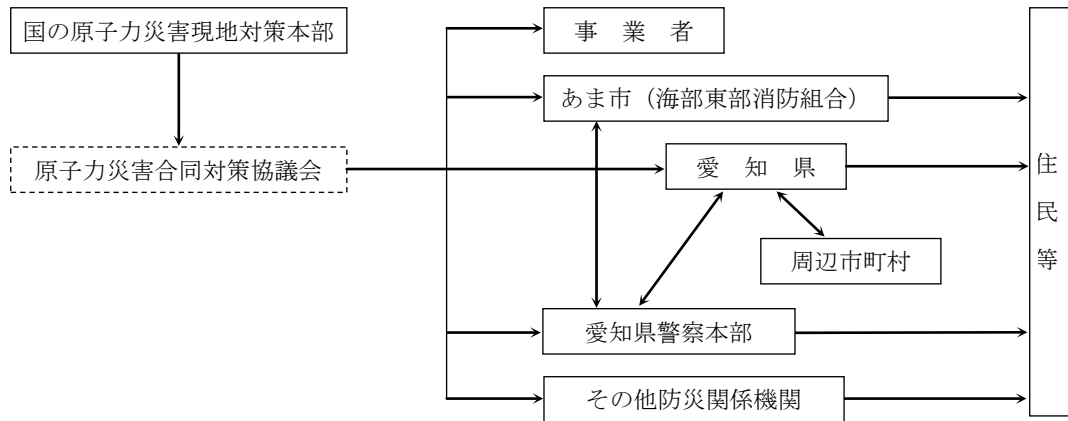 国の原子力災害現地対策本部
事 業 者
あま市（海部東部消防組合）
原子力災害合同対策協議会
愛 知 県
周辺市町村
愛知県警察本部
その他防災関係機関
住民等